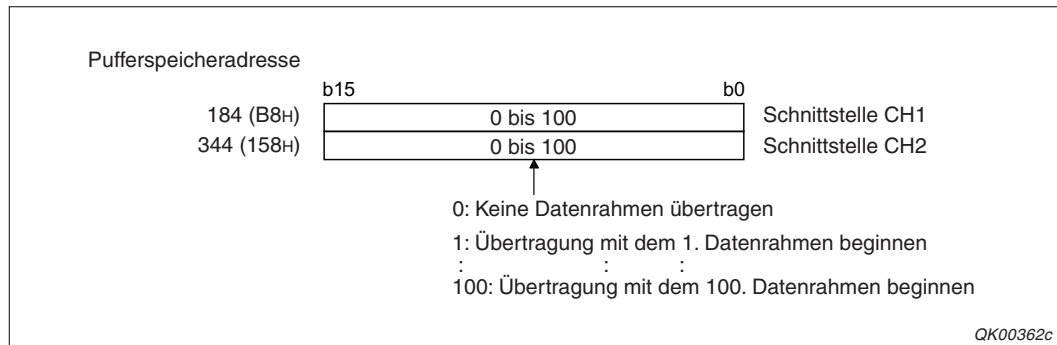 Pufferspeicheradresse
b15 b0
184 (B8H) 0 bis 100 Schnittstelle CH1
344 (158H) 0 bis 100 Schnittstelle CH2
0: Keine Datenrahmen übertragen
1: Übertragung mit dem 1. Datenrahmen beginnen
: : :
100: Übertragung mit dem 100. Datenrahmen beginnen
QK00362c